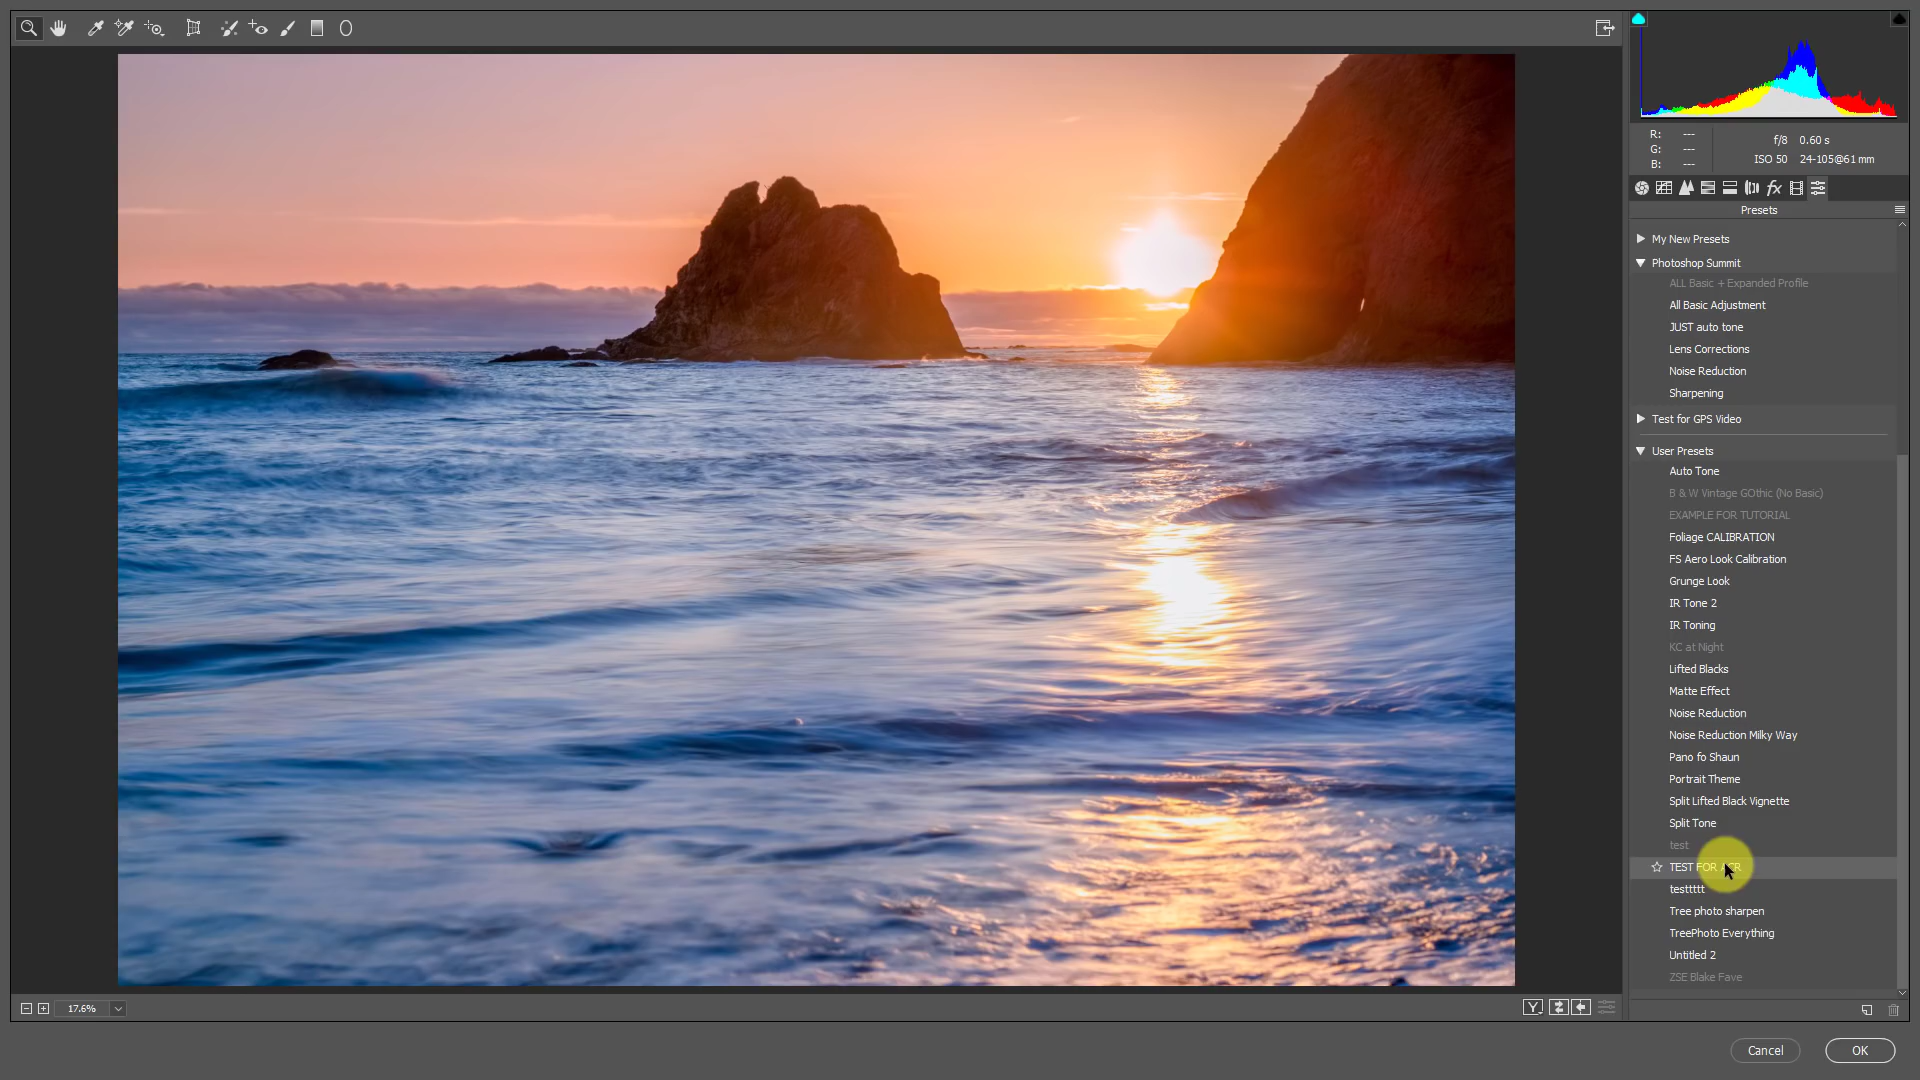 R: ---
G: ---
B: ---
f/8 0.60 s
ISO 50 24-105@61 mm
fx
Presets
My New Presets
Photoshop Summit
ALL Basic + Expanded Profile
All Basic Adjustment
JUST auto tone
Lens Corrections
Noise Reduction
Sharpening
Test for GPS Video
User Presets
Auto Tone
B & W Vintage GOthic (No Basic)
EXAMPLE FOR TUTORIAL
Foliage CALIBRATION
FS Aero Look Calibration
Grunge Look
IR Tone 2
IR Toning
KC at Night
Lifted Blacks
Matte Effect
Noise Reduction
Noise Reduction Milky Way
Pano fo Shaun
Portrait Theme
Split Lifted Black Vignette
Split Tone
test
TEST FOR ACR
testtttt
Tree photo sharpen
TreePhoto Everything
Untitled 2
ZSE Blake Fave
17.6%
Y
Cancel
OK